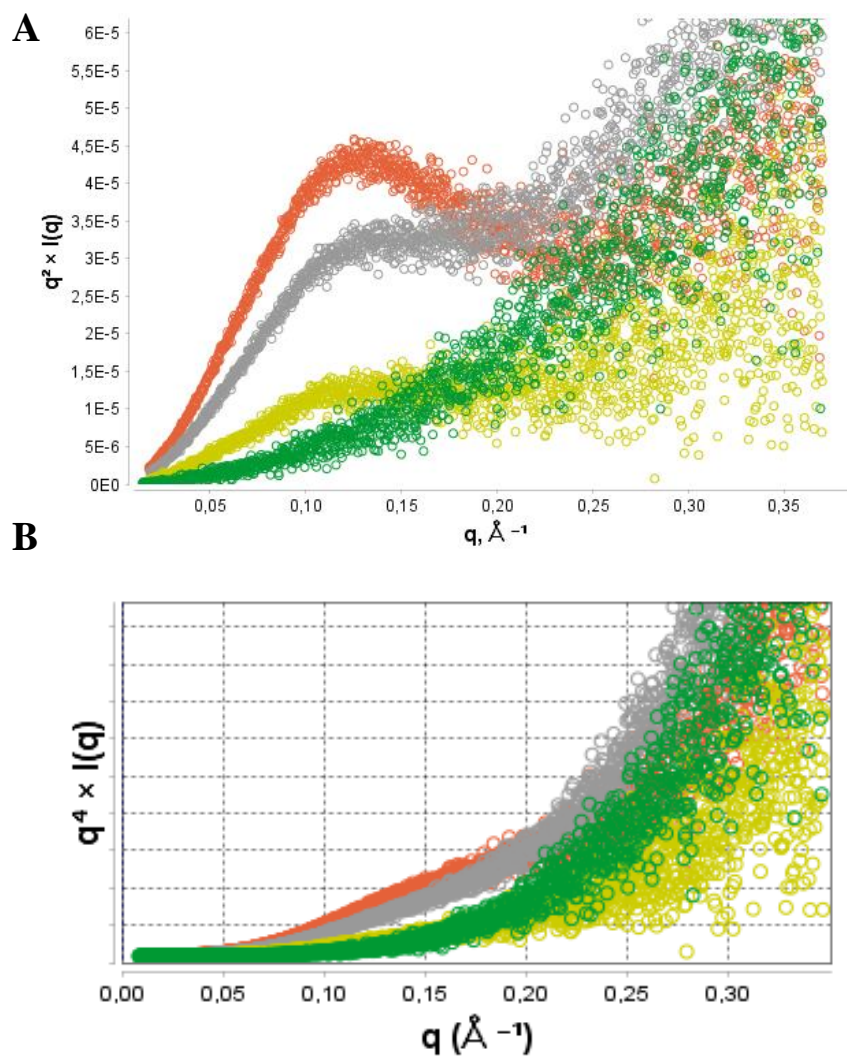 A
6E-5
5,5E-5
5E-5
4,5E-5
4E-5
3,5E-5
3E-5
2,5E-5
2E-5
1,5E-5
1E-5
5E-6
0E0
q² × I(q)
0,05 0,10 0,15 0,20 0,25 0,30 0,35
q, Å ⁻¹
B
q⁴ × I(q)
0,00 0,05 0,10 0,15 0,20 0,25 0,30
q (Å ⁻¹)